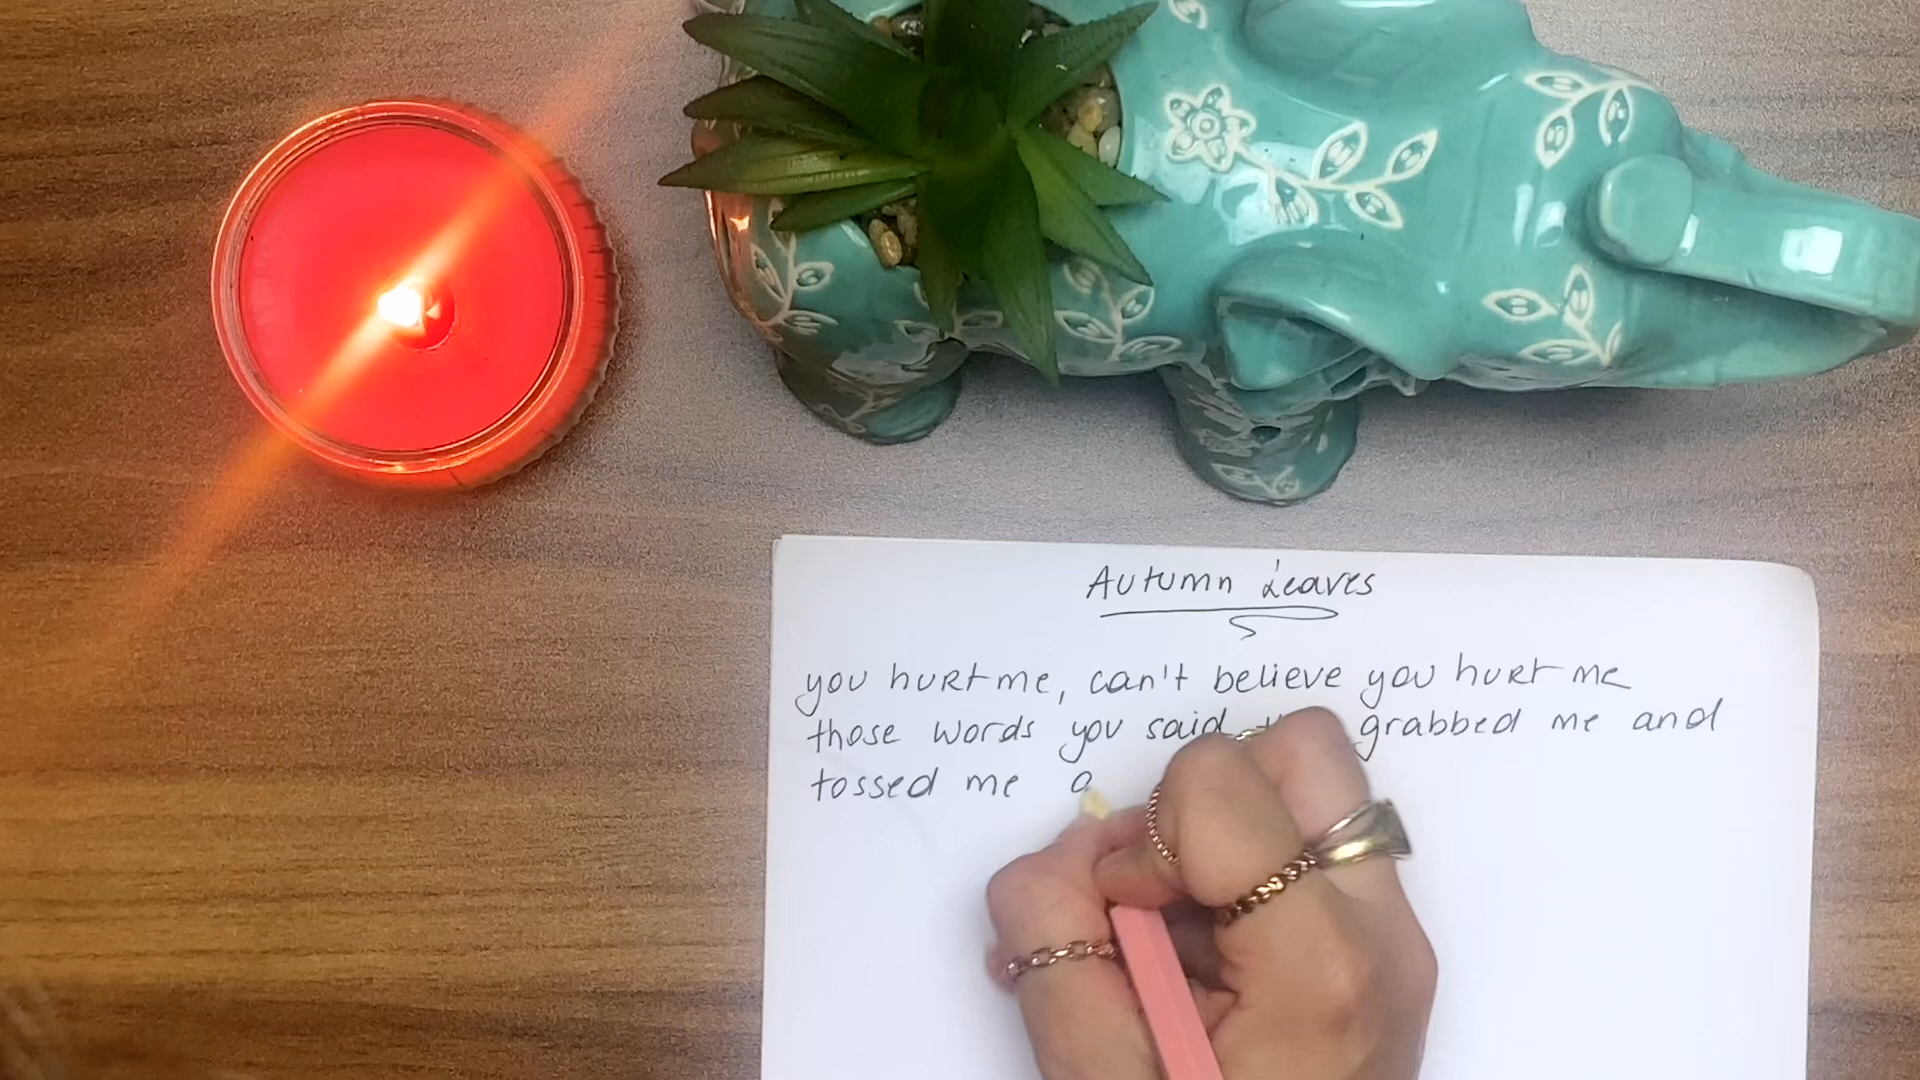 Autumn Leaves
you hurt me, can't believe you hurt me
those words you said grabbed me and
tossed me a